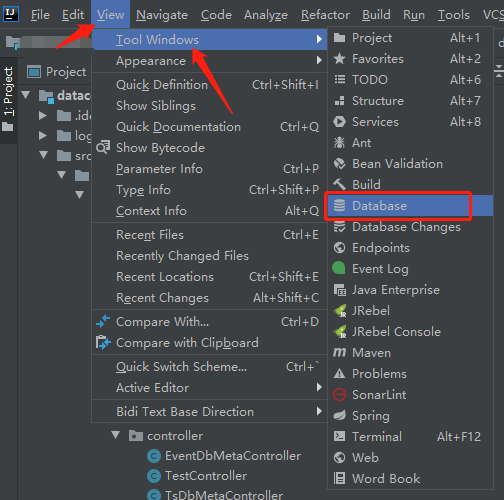 IJ File Edit View Navigate Code Analyze Refactor Build Run Tools VCS
Project
1: Project
datac
.ide
log
src
Tool Windows
Appearance
Quick Definition Ctrl+Shift+I
Show Siblings
Quick Documentation Ctrl+Q
Show Bytecode
Parameter Info Ctrl+P
Type Info Ctrl+Shift+P
Context Info Alt+Q
Recent Files Ctrl+E
Recently Changed Files
Recent Locations Ctrl+Shift+E
Recent Changes Alt+Shift+C
Compare With... Ctrl+D
Compare with Clipboard
Quick Switch Scheme... Ctrl+`
Active Editor
Bidi Text Base Direction
Project Alt+1
Favorites Alt+2
TODO Alt+6
Structure Alt+7
Services Alt+8
Ant
Bean Validation
Build
Database
Database Changes
Endpoints
Event Log
Java Enterprise
JRebel
JRebel Console
Maven
Problems
SonarLint
Spring
Terminal Alt+F12
Web
Word Book
controller
EventDbMetaController
TestController
TsDbMetaController